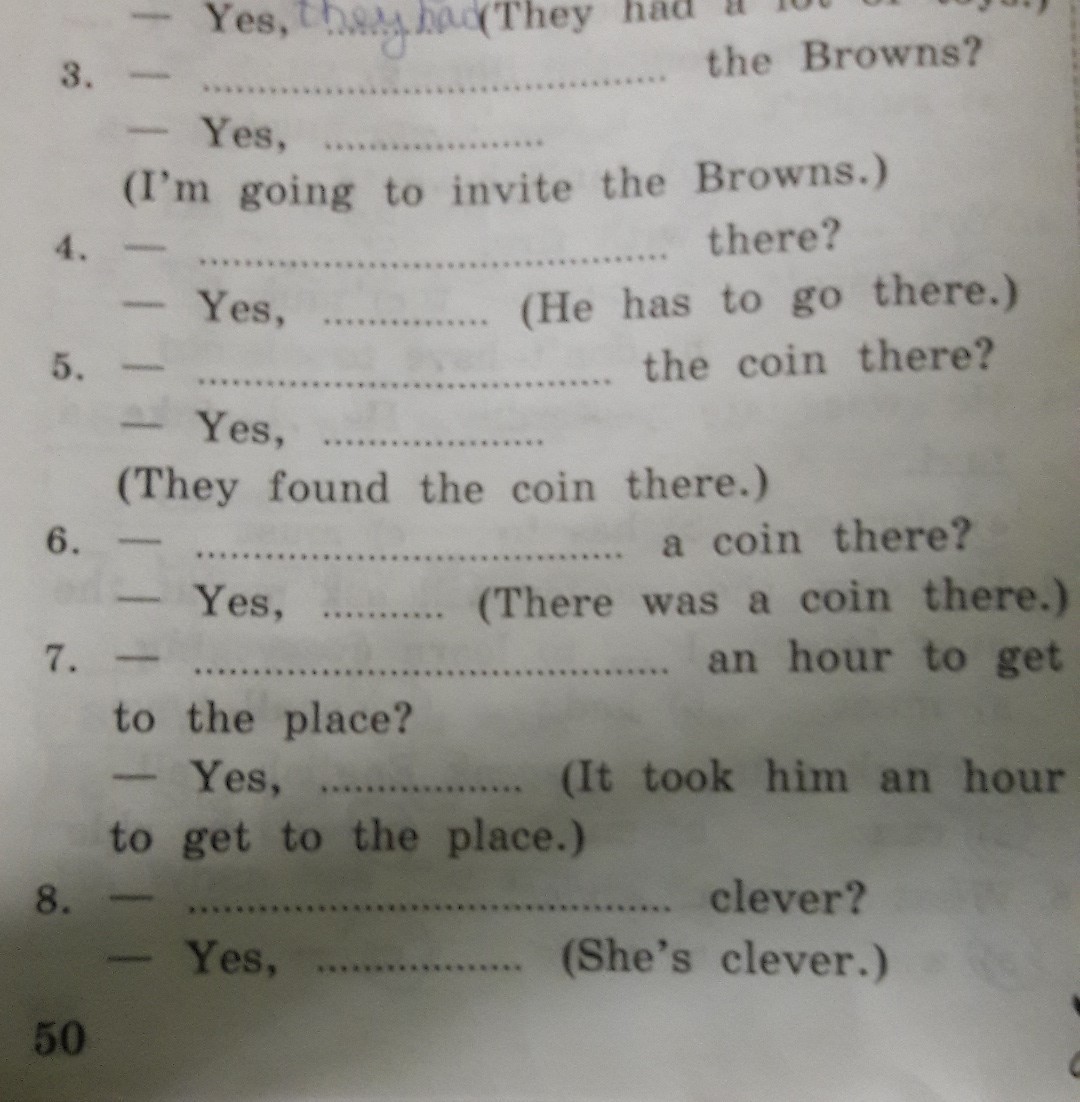 — Yes, they had (They had a lot of toys.)
3. — ........................................ the Browns?
— Yes, ....................
(I'm going to invite the Browns.)
4. — ........................................ there?
— Yes, ............... (He has to go there.)
5. — .................................... the coin there?
— Yes, ....................
(They found the coin there.)
6. — ..................................... a coin there?
— Yes, ........... (There was a coin there.)
7. — ......................................... an hour to get
to the place?
— Yes, .................. (It took him an hour
to get to the place.)
8. — .......................................... clever?
— Yes, .................. (She's clever.)
50